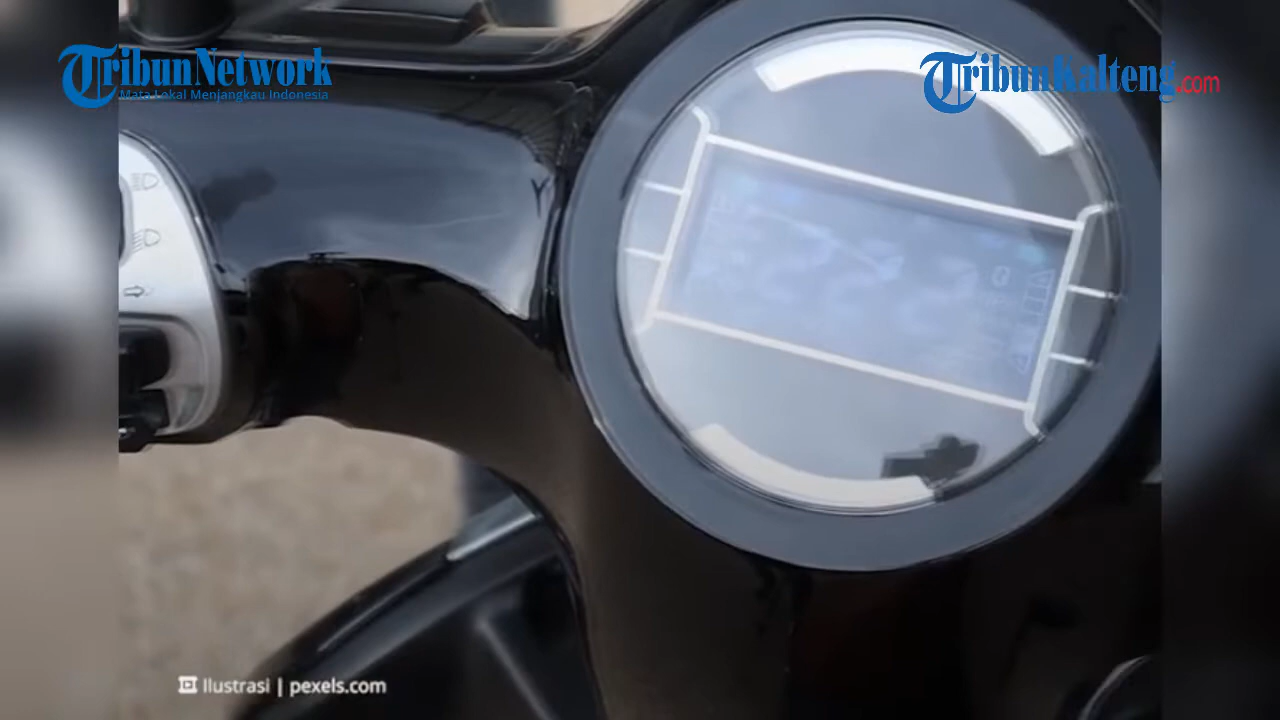 TribunNetwork
Mata Lokal Menjangkau Indonesia
TribunKalteng.com
Ilustrasi | pexels.com